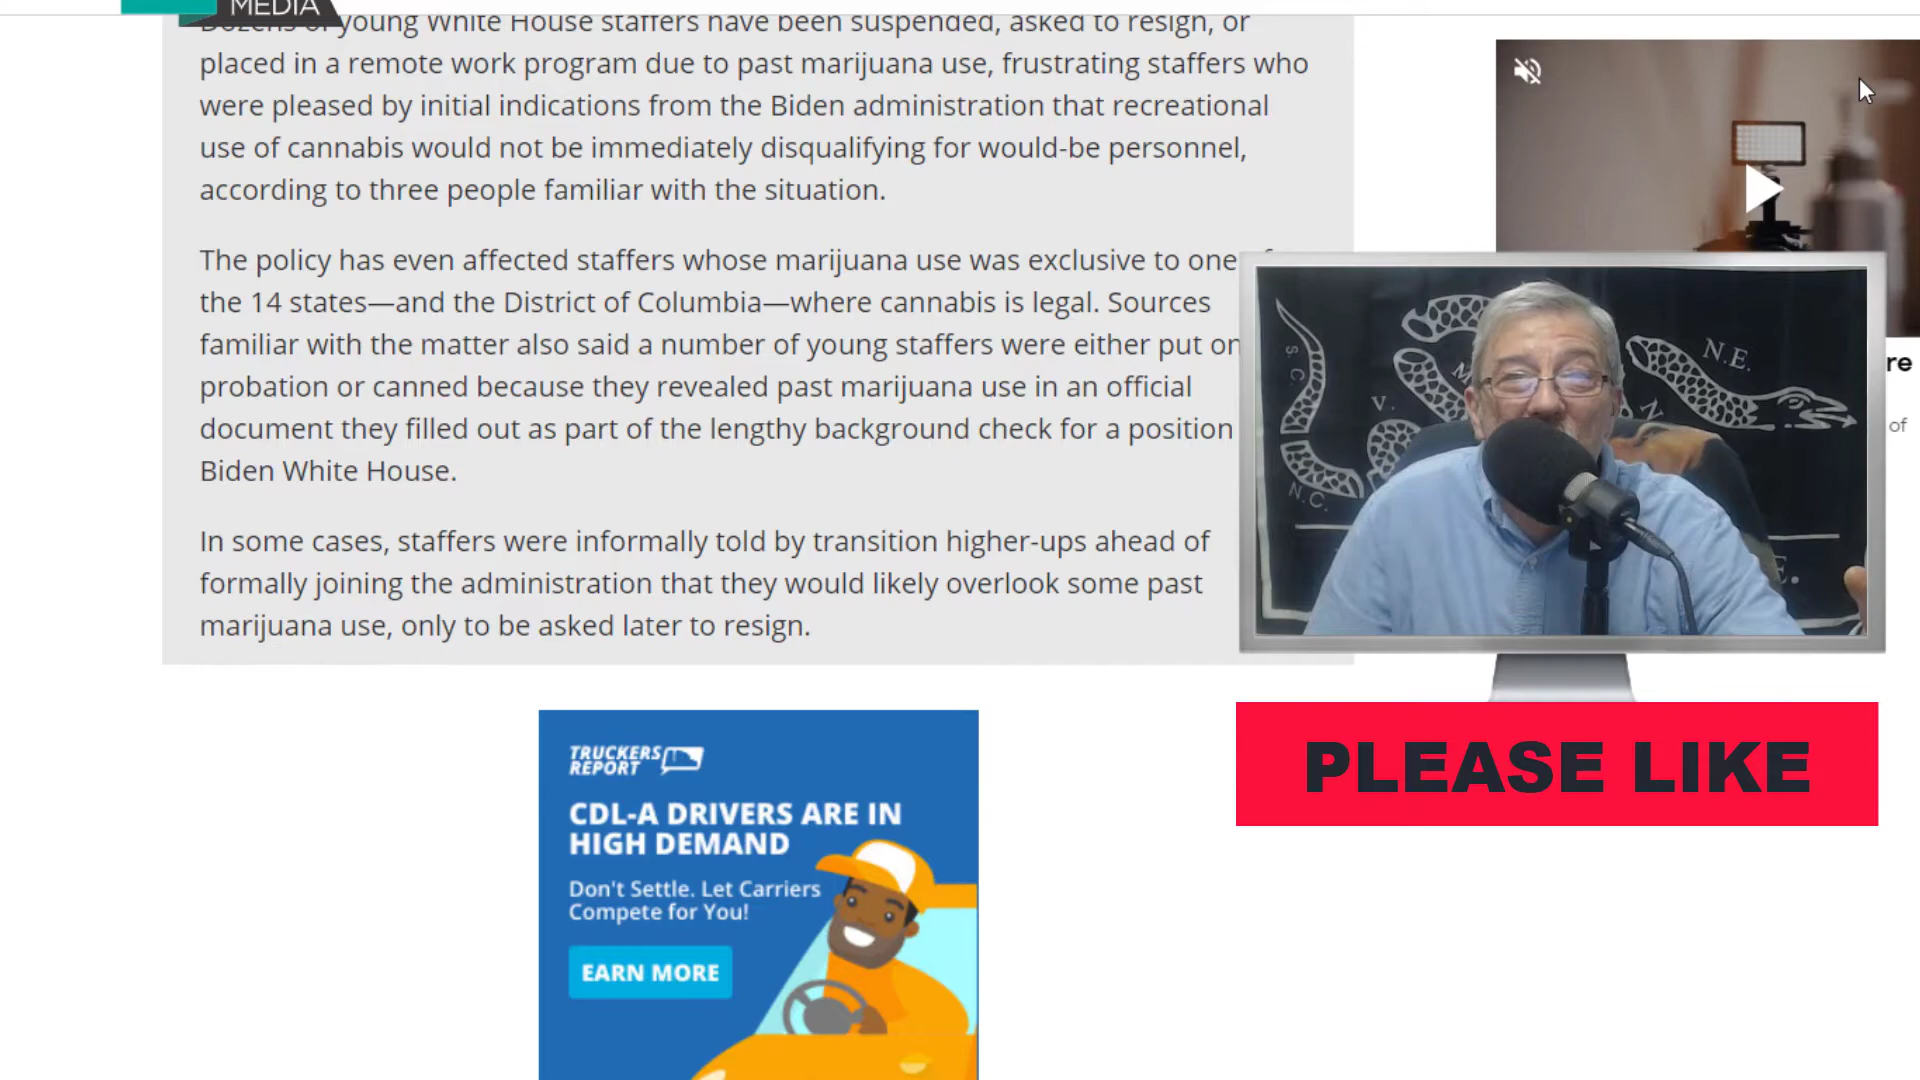 MEDIA
Dozens of young White House staffers have been suspended, asked to resign, or
placed in a remote work program due to past marijuana use, frustrating staffers who
were pleased by initial indications from the Biden administration that recreational
use of cannabis would not be immediately disqualifying for would-be personnel,
according to three people familiar with the situation.
The policy has even affected staffers whose marijuana use was exclusive to one
the 14 states—and the District of Columbia—where cannabis is legal. Sources
familiar with the matter also said a number of young staffers were either put on
probation or canned because they revealed past marijuana use in an official
document they filled out as part of the lengthy background check for a position
Biden White House.
In some cases, staffers were informally told by transition higher-ups ahead of
formally joining the administration that they would likely overlook some past
marijuana use, only to be asked later to resign.
re
of
S.C.
N.C.
V.
M
N
N.E.
E.
PLEASE LIKE
TRUCKERS
REPORT
CDL-A DRIVERS ARE IN
HIGH DEMAND
Don't Settle. Let Carriers
Compete for You!
EARN MORE